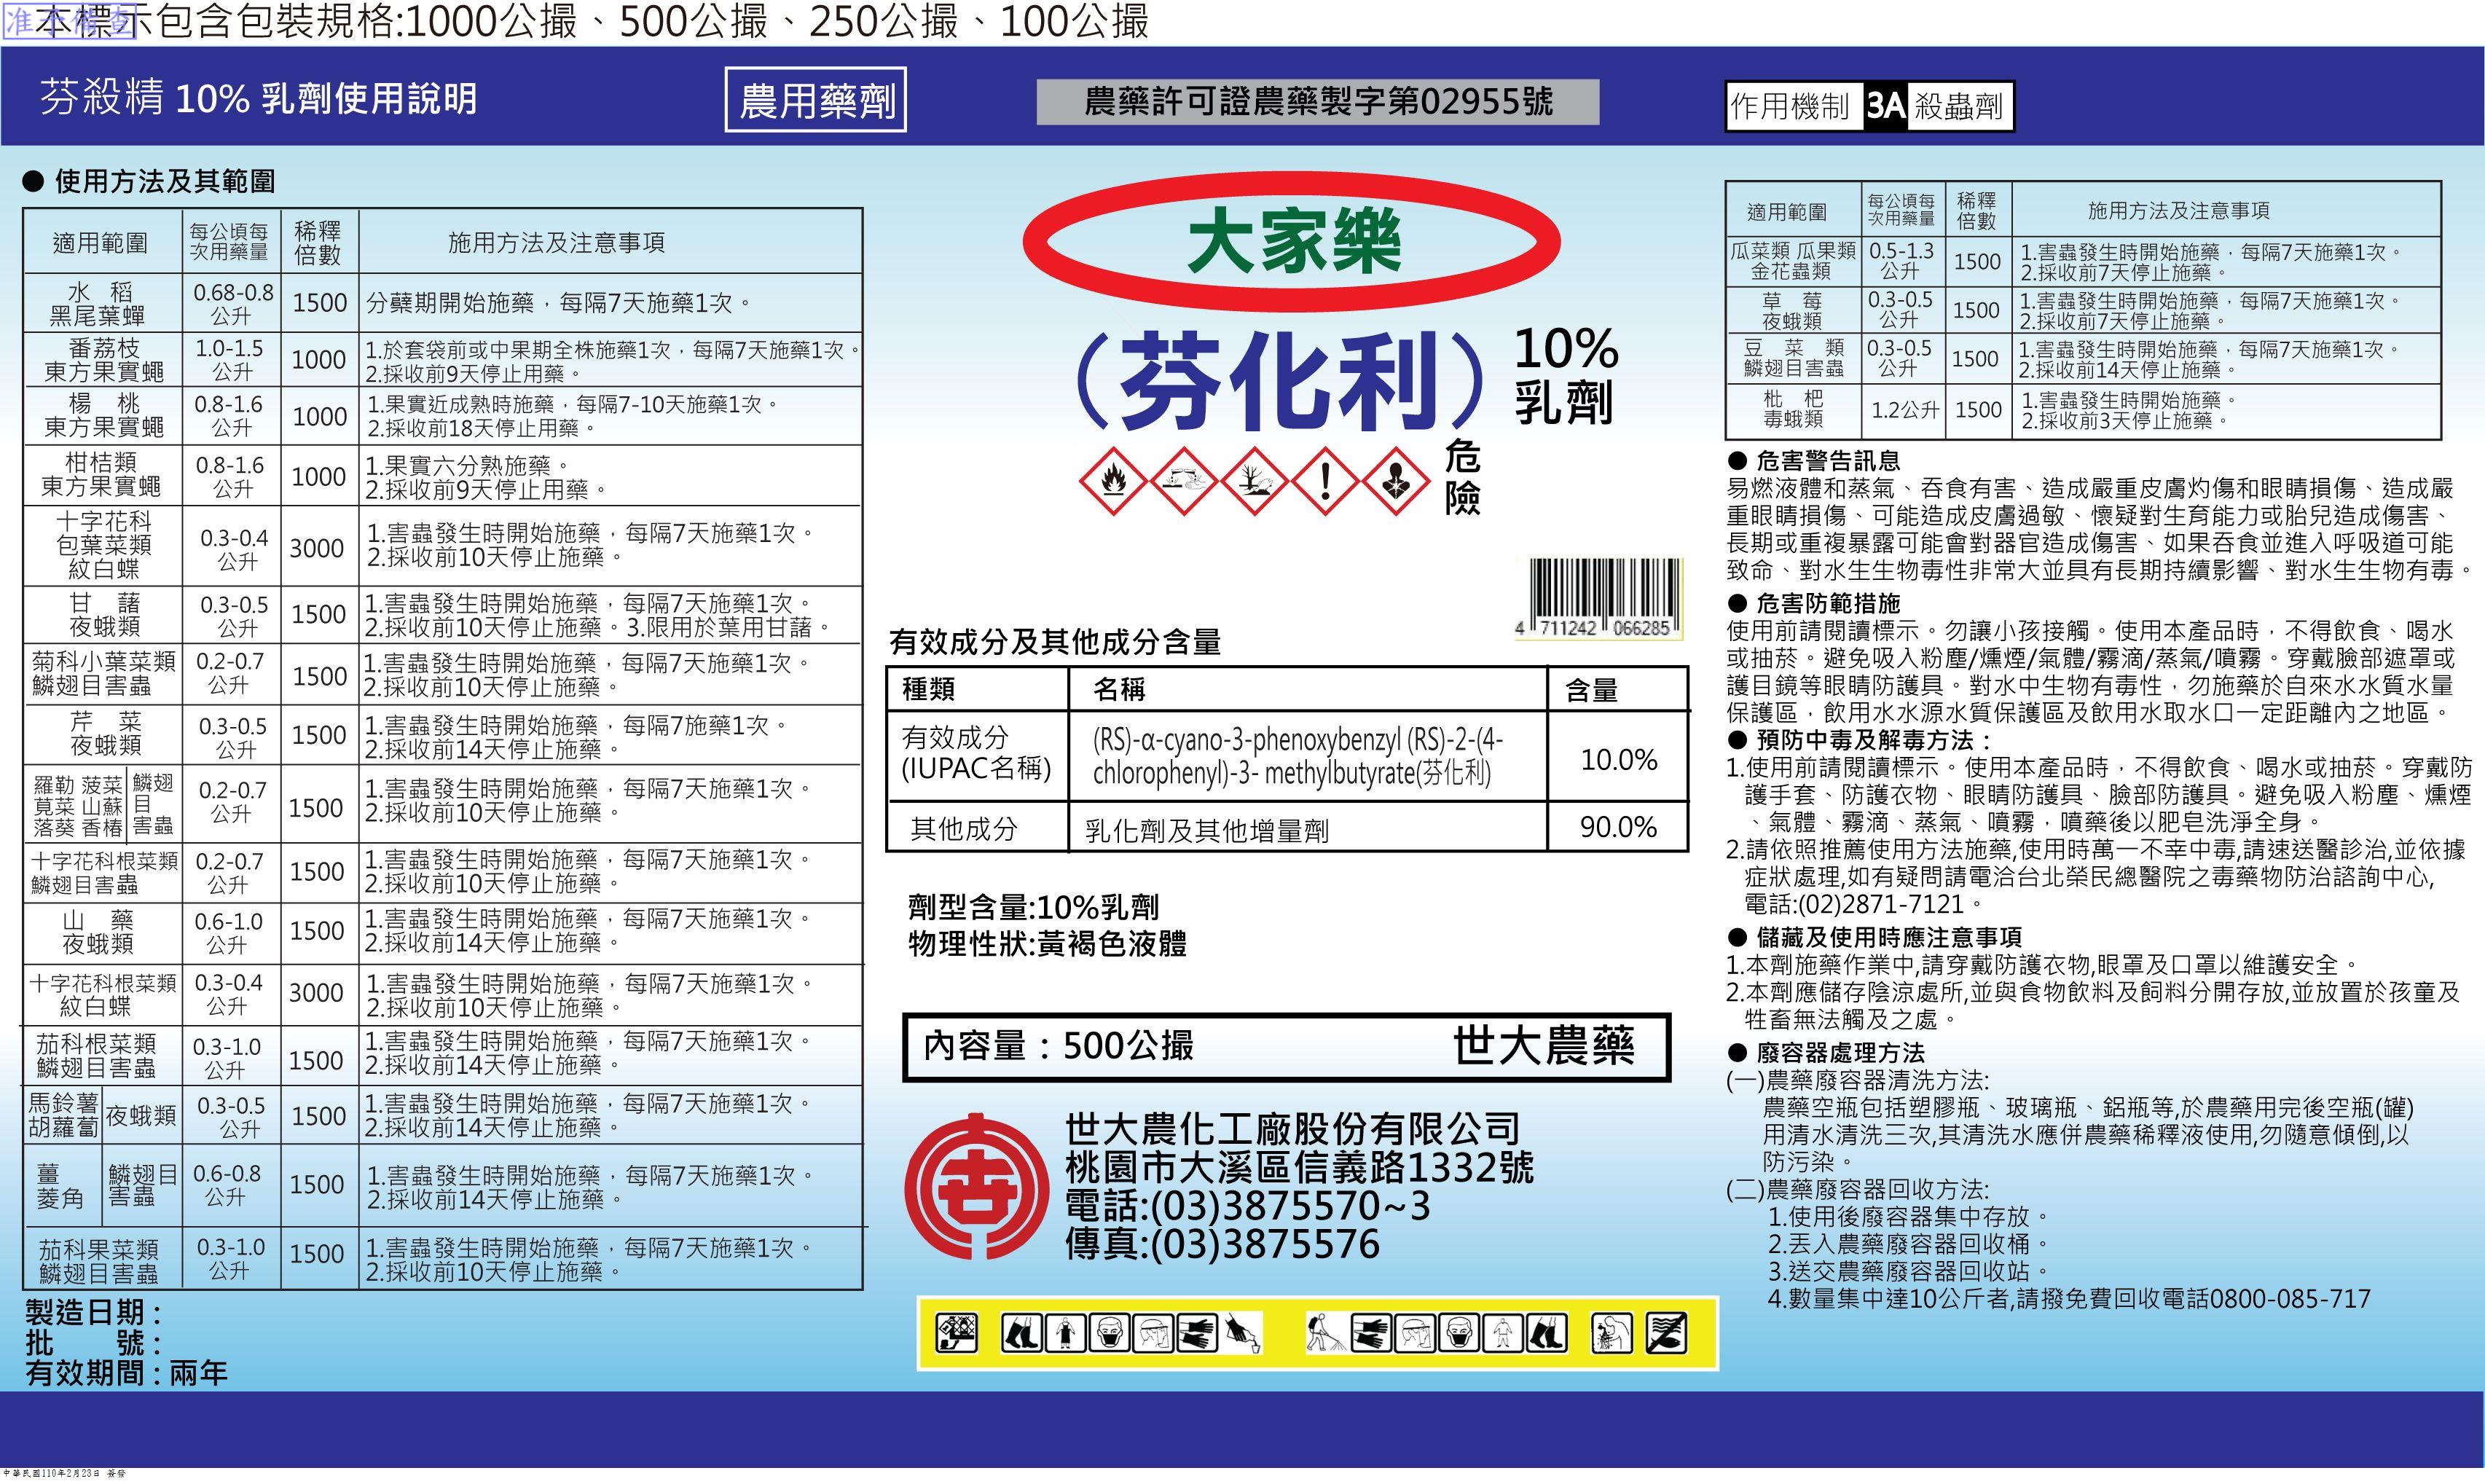 准予備查
本標示包含包裝規格:1000公撮、500公撮、250公撮、100公撮
芬殺精 10% 乳劑使用說明
農用藥劑
農藥許可證農藥製字第02955號
作用機制 3A 殺蟲劑
● 使用方法及其範圍
適用範圍 每公頃每次用藥量 稀釋倍數 施用方法及注意事項
水 稻 黑尾葉蟬 0.68-0.8公升 1500 分蘗期開始施藥，每隔7天施藥1次。
番荔枝 東方果實蠅 1.0-1.5公升 1000 1.於套袋前或中果期全株施藥1次，每隔7天施藥1次。
2.採收前9天停止用藥。
楊 桃 東方果實蠅 0.8-1.6公升 1000 1.果實近成熟時施藥，每隔7-10天施藥1次。
2.採收前18天停止用藥。
柑桔類 東方果實蠅 0.8-1.6公升 1000 1.果實六分熟施藥。
2.採收前9天停止用藥。
十字花科包葉菜類 紋白蝶 0.3-0.4公升 3000 1.害蟲發生時開始施藥，每隔7天施藥1次。
2.採收前10天停止施藥。
甘 藷 夜蛾類 0.3-0.5公升 1500 1.害蟲發生時開始施藥，每隔7天施藥1次。
2.採收前10天停止施藥。3.限用於葉用甘藷。
菊科小葉菜類 鱗翅目害蟲 0.2-0.7公升 1500 1.害蟲發生時開始施藥，每隔7天施藥1次。
2.採收前10天停止施藥。
芹 菜 夜蛾類 0.3-0.5公升 1500 1.害蟲發生時開始施藥，每隔7施藥1次。
2.採收前14天停止施藥。
羅勒 菠菜 莧菜 山蘇 落葵 香椿 鱗翅目害蟲 0.2-0.7公升 1500 1.害蟲發生時開始施藥，每隔7天施藥1次。
2.採收前10天停止施藥。
十字花科根菜類 鱗翅目害蟲 0.2-0.7公升 1500 1.害蟲發生時開始施藥，每隔7天施藥1次。
2.採收前10天停止施藥。
山 藥 夜蛾類 0.6-1.0公升 1500 1.害蟲發生時開始施藥，每隔7天施藥1次。
2.採收前14天停止施藥。
十字花科根菜類 紋白蝶 0.3-0.4公升 3000 1.害蟲發生時開始施藥，每隔7天施藥1次。
2.採收前10天停止施藥。
茄科根菜類 鱗翅目害蟲 0.3-1.0公升 1500 1.害蟲發生時開始施藥，每隔7天施藥1次。
2.採收前14天停止施藥。
馬鈴薯 胡蘿蔔 夜蛾類 0.3-0.5公升 1500 1.害蟲發生時開始施藥，每隔7天施藥1次。
2.採收前14天停止施藥。
薑 菱角 鱗翅目害蟲 0.6-0.8公升 1500 1.害蟲發生時開始施藥，每隔7天施藥1次。
2.採收前14天停止施藥。
茄科果菜類 鱗翅目害蟲 0.3-1.0公升 1500 1.害蟲發生時開始施藥，每隔7天施藥1次。
2.採收前10天停止施藥。
製造日期：
批 號：
有效期間：兩年
大家樂
（芬化利）
10%
乳劑
危險
4 711242 066285
有效成分及其他成分含量
種類 名稱 含量
有效成分(IUPAC名稱) (RS)-α-cyano-3-phenoxybenzyl (RS)-2-(4-
chlorophenyl)-3- methylbutyrate(芬化利) 10.0%
其他成分 乳化劑及其他增量劑 90.0%
劑型含量:10%乳劑
物理性狀:黃褐色液體
內容量：500公撮 世大農藥
世大農化工廠股份有限公司
桃園市大溪區信義路1332號
電話:(03)3875570~3
傳真:(03)3875576
適用範圍 每公頃每次用藥量 稀釋倍數 施用方法及注意事項
瓜菜類 瓜果類 金花蟲類 0.5-1.3公升 1500 1.害蟲發生時開始施藥，每隔7天施藥1次。
2.採收前7天停止施藥。
草 莓 夜蛾類 0.3-0.5公升 1500 1.害蟲發生時開始施藥，每隔7天施藥1次。
2.採收前7天停止施藥。
豆 菜 類 鱗翅目害蟲 0.3-0.5公升 1500 1.害蟲發生時開始施藥，每隔7天施藥1次。
2.採收前14天停止施藥。
枇 杷 毒蛾類 1.2公升 1500 1.害蟲發生時開始施藥。
2.採收前3天停止施藥。
● 危害警告訊息
易燃液體和蒸氣、吞食有害、造成嚴重皮膚灼傷和眼睛損傷、造成嚴
重眼睛損傷、可能造成皮膚過敏、懷疑對生育能力或胎兒造成傷害、
長期或重複暴露可能會對器官造成傷害、如果吞食並進入呼吸道可能
致命、對水生生物毒性非常大並具有長期持續影響、對水生生物有毒。
● 危害防範措施
使用前請閱讀標示。勿讓小孩接觸。使用本產品時，不得飲食、喝水
或抽菸。避免吸入粉塵/燻煙/氣體/霧滴/蒸氣/噴霧。穿戴臉部遮罩或
護目鏡等眼睛防護具。對水中生物有毒性，勿施藥於自來水水質水量
保護區，飲用水水源水質保護區及飲用水取水口一定距離內之地區。
● 預防中毒及解毒方法：
1.使用前請閱讀標示。使用本產品時，不得飲食、喝水或抽菸。穿戴防
護手套、防護衣物、眼睛防護具、臉部防護具。避免吸入粉塵、燻煙
、氣體、霧滴、蒸氣、噴霧，噴藥後以肥皂洗淨全身。
2.請依照推薦使用方法施藥,使用時萬一不幸中毒,請速送醫診治,並依據
症狀處理,如有疑問請電洽台北榮民總醫院之毒藥物防治諮詢中心,
電話:(02)2871-7121。
● 儲藏及使用時應注意事項
1.本劑施藥作業中,請穿戴防護衣物,眼罩及口罩以維護安全。
2.本劑應儲存陰涼處所,並與食物飲料及飼料分開存放,並放置於孩童及
牲畜無法觸及之處。
● 廢容器處理方法
(一)農藥廢容器清洗方法:
農藥空瓶包括塑膠瓶、玻璃瓶、鋁瓶等,於農藥用完後空瓶(罐)
用清水清洗三次,其清洗水應併農藥稀釋液使用,勿隨意傾倒,以
防污染。
(二)農藥廢容器回收方法:
1.使用後廢容器集中存放。
2.丟入農藥廢容器回收桶。
3.送交農藥廢容器回收站。
4.數量集中達10公斤者,請撥免費回收電話0800-085-717
中華民國110年2月23日 簽發